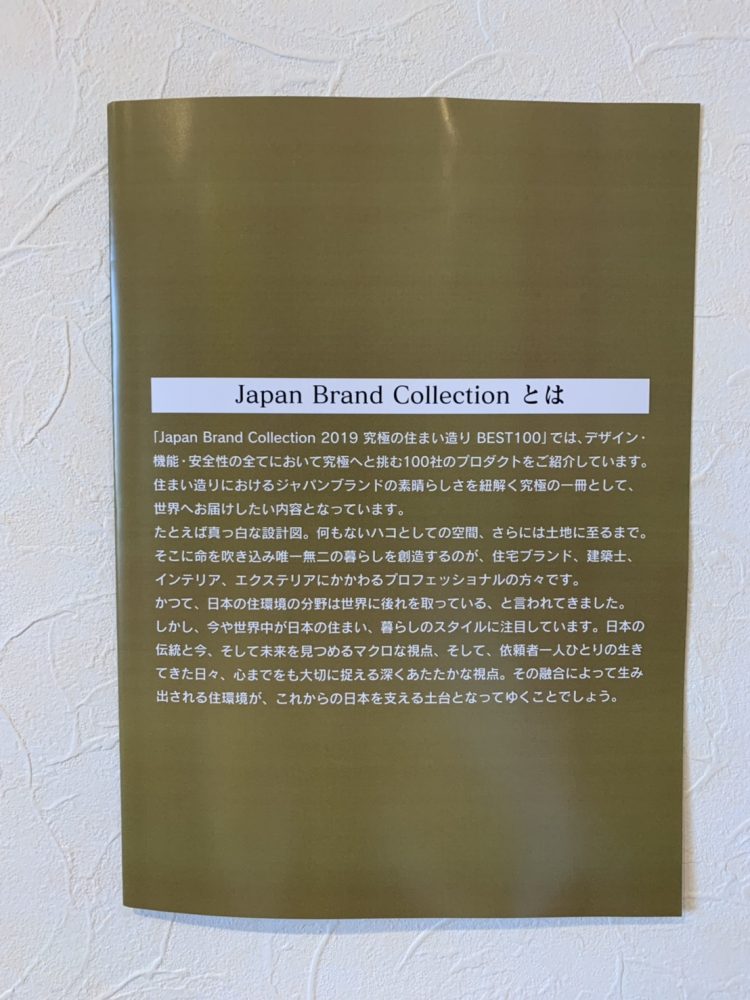 Japan Brand Collection とは
「Japan Brand Collection 2019 究極の住まい造り BEST100」では、デザイン・
機能・安全性の全てにおいて究極へと挑む100社のプロダクトをご紹介しています。
住まい造りにおけるジャパンブランドの素晴らしさを紐解く究極の一冊として、
世界へお届けしたい内容となっています。
たとえば真っ白な設計図。何もないハコとしての空間、さらには土地に至るまで。
そこに命を吹き込み唯一無二の暮らしを創造するのが、住宅ブランド、建築士、
インテリア、エクステリアにかかわるプロフェッショナルの方々です。
かつて、日本の住環境の分野は世界に後れを取っている、と言われてきました。
しかし、今や世界中が日本の住まい、暮らしのスタイルに注目しています。日本の
伝統と今、そして未来を見つめるマクロな視点、そして、依頼者一人ひとりの生き
てきた日々、心までをも大切に捉える深くあたたかな視点。その融合によって生み
出される住環境が、これからの日本を支える土台となってゆくことでしょう。